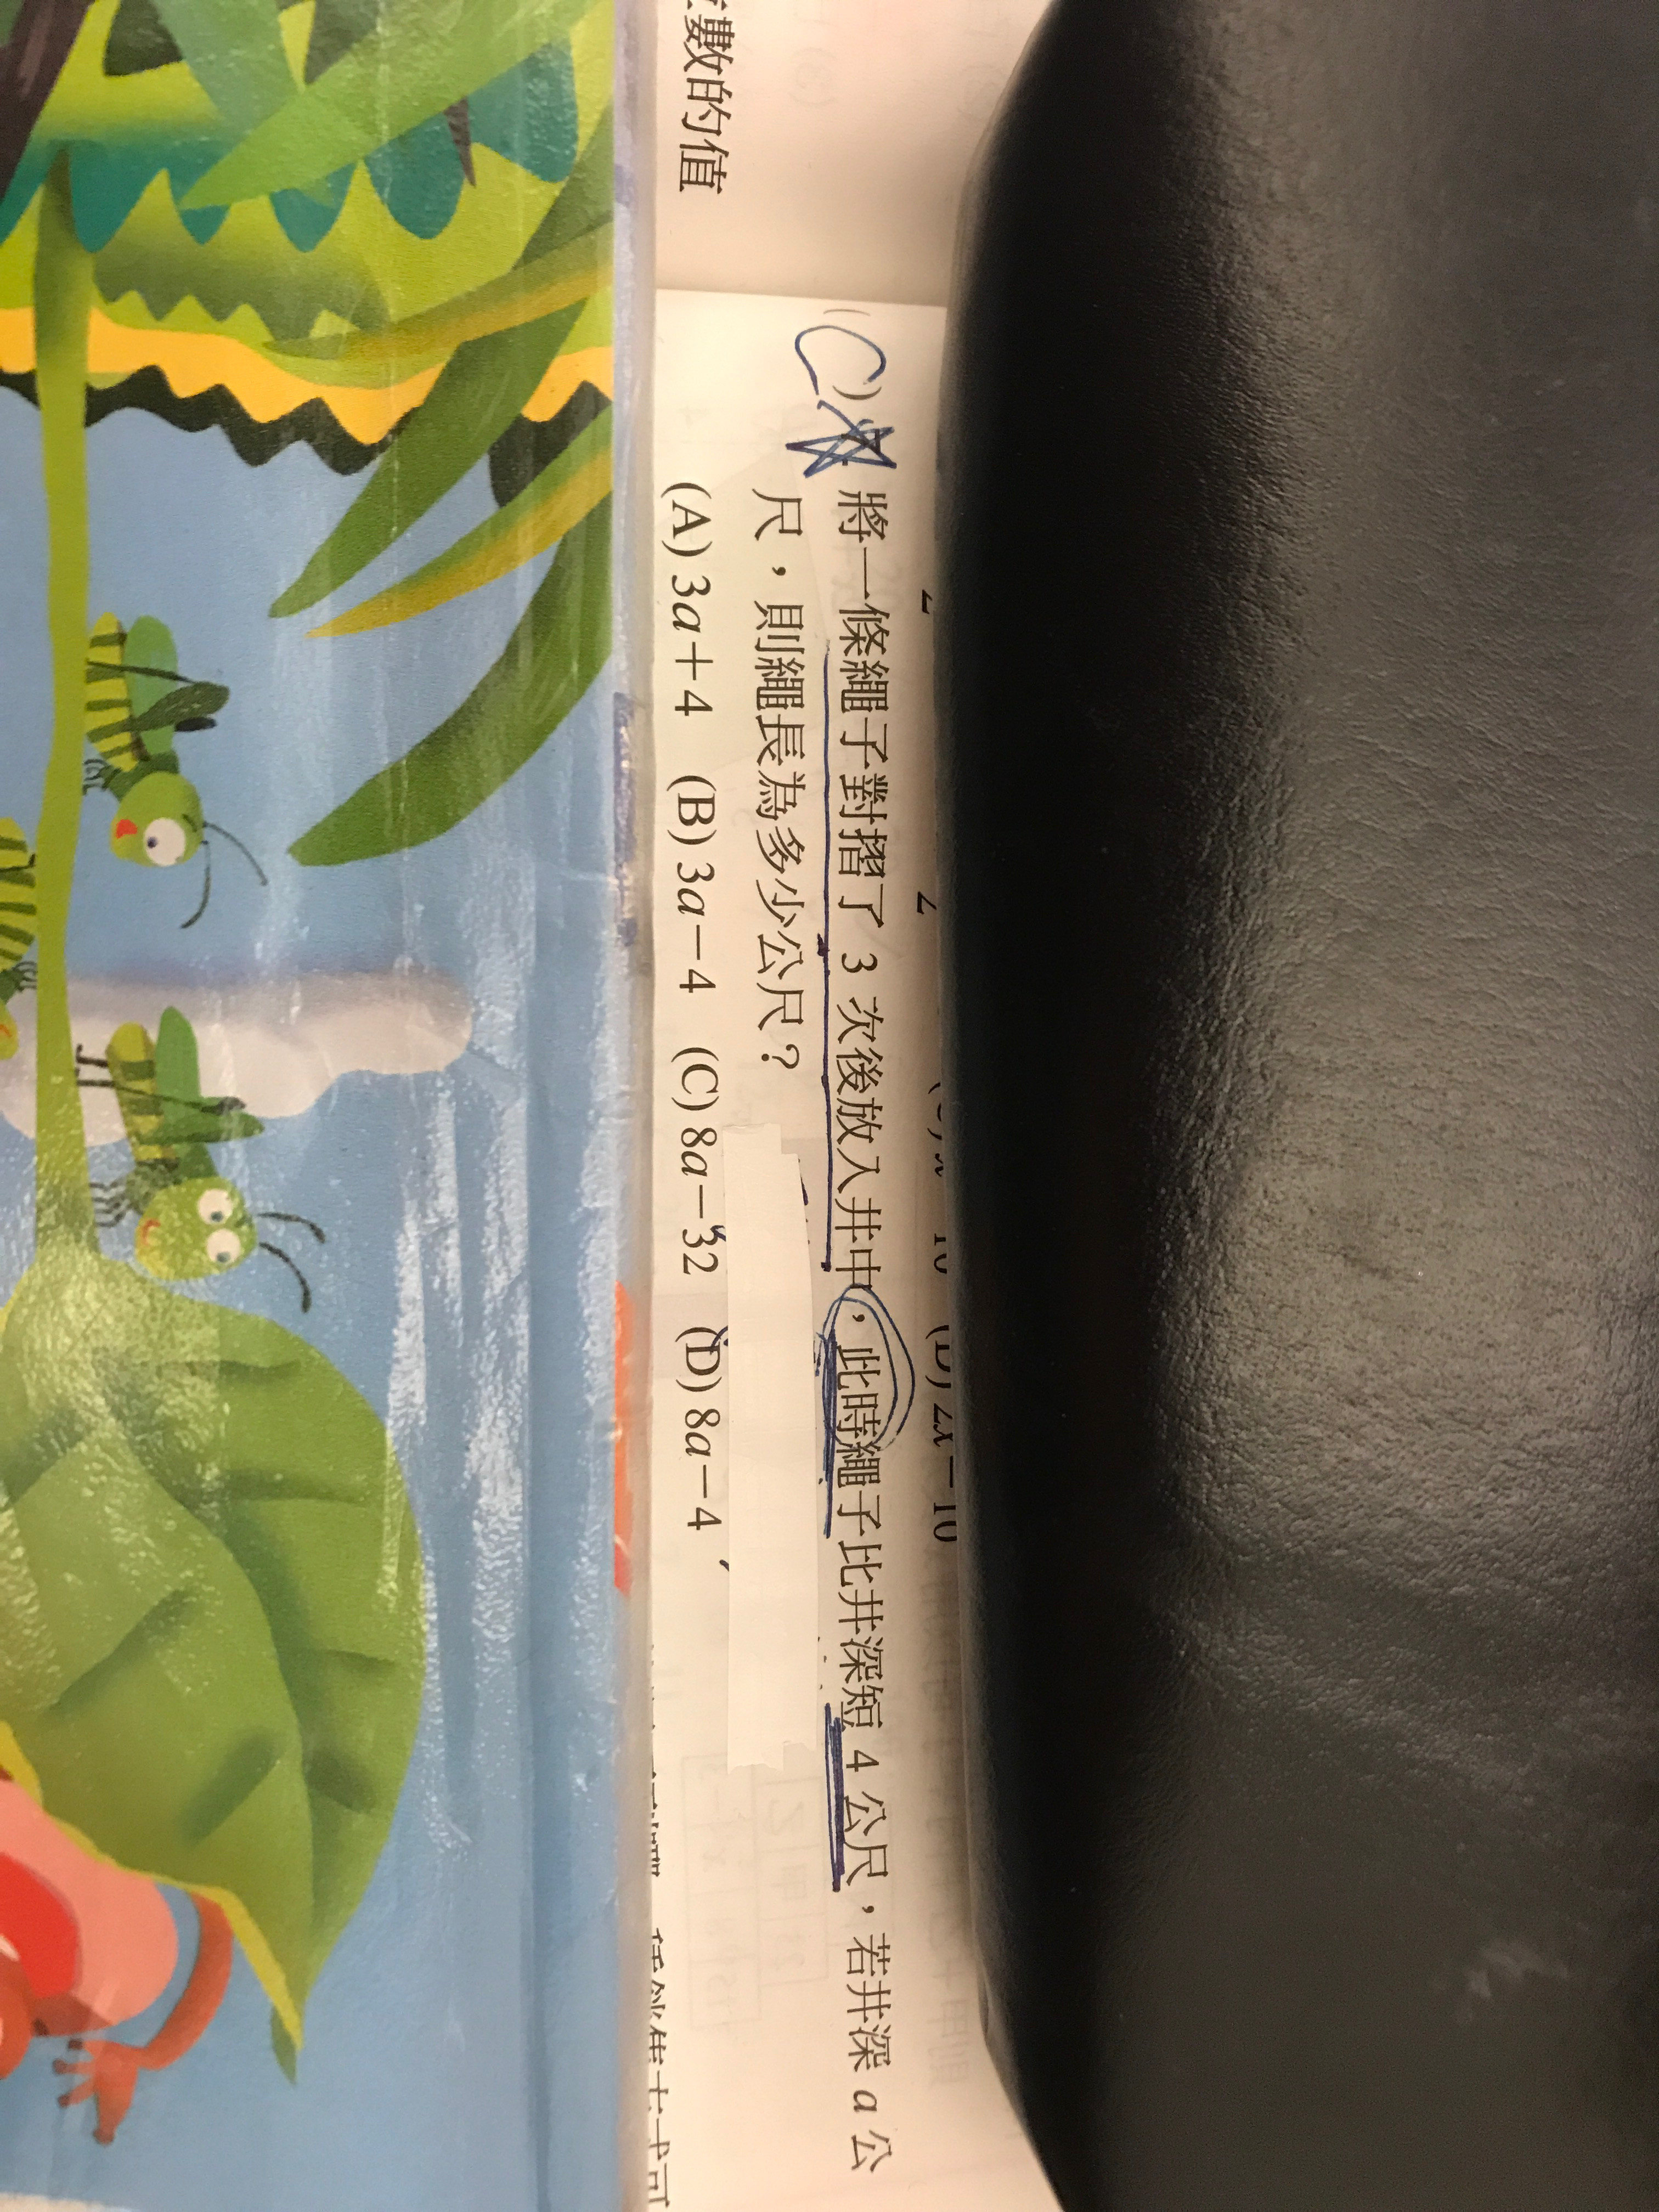 數的值
(D) 2x－10
(C) 將一條繩子對摺了 3 次後放入井中，此時繩子比井深短 4 公尺，若井深 a 公
尺，則繩長為多少公尺？
(A) 3a＋4 (B) 3a－4 (C) 8a－32 (D) 8a－4